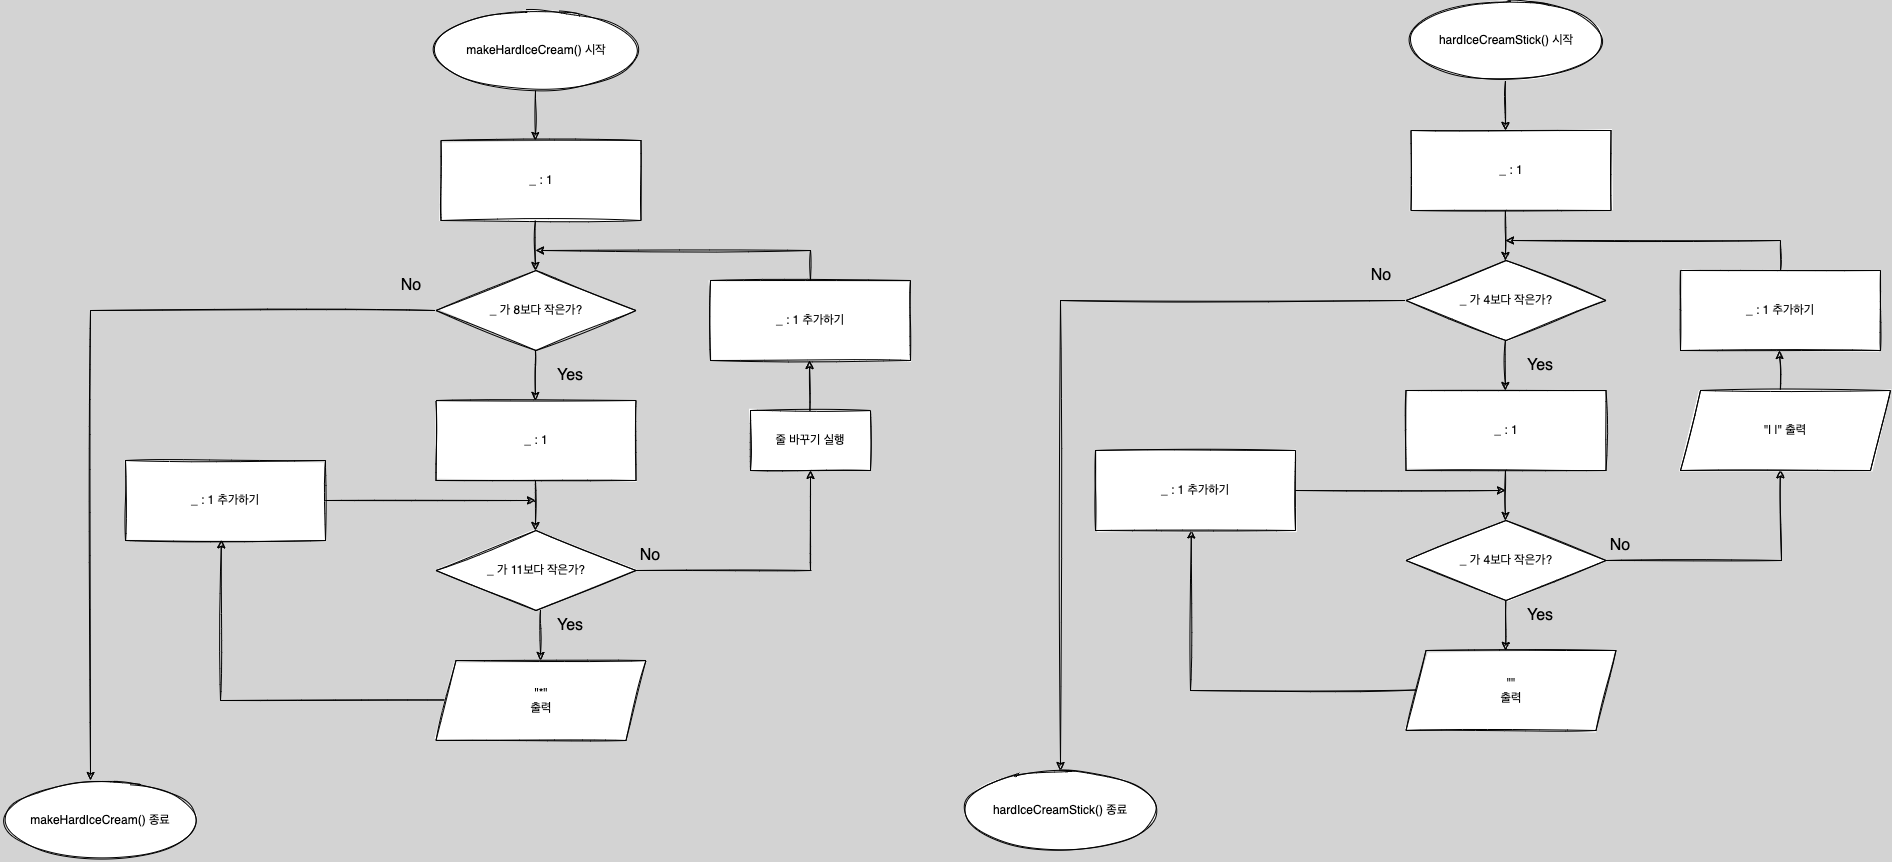 makeHardIceCream() 시작
_ : 1
No
_ 가 8보다 작은가?
_ : 1 추가하기
Yes
_ : 1
줄 바꾸기 실행
_ : 1 추가하기
_ 가 11보다 작은가?
No
Yes
"*"
출력
makeHardIceCream() 종료
hardIceCreamStick() 시작
_ : 1
No
_ 가 4보다 작은가?
_ : 1 추가하기
Yes
_ : 1
"| |" 출력
_ : 1 추가하기
_ 가 4보다 작은가?
No
Yes
""
출력
hardIceCreamStick() 종료